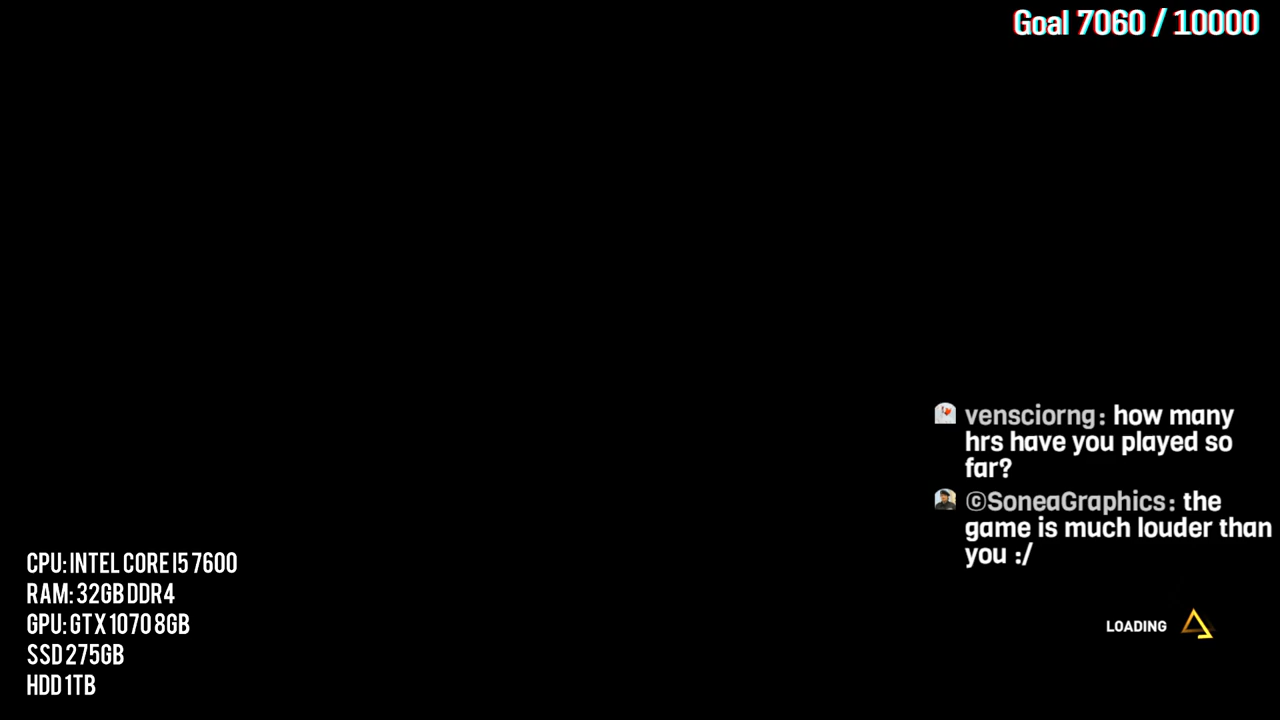 Goal 7060 / 10000
vensciorng: how many
hrs have you played so
far?
©SoneaGraphics: the
game is much louder than
you :/
CPU: INTEL CORE I5 7600
RAM: 32GB DDR4
GPU: GTX 1070 8GB
SSD 275GB
HDD 1TB
LOADING